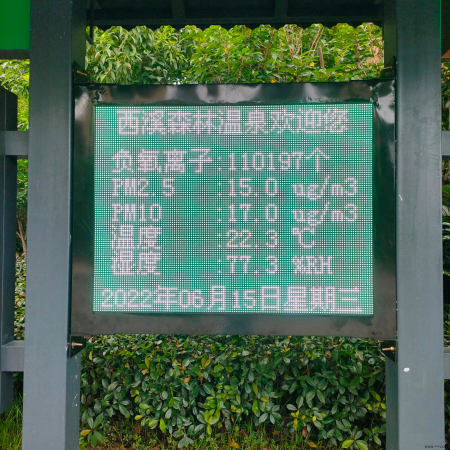 西溪森林温泉欢迎您
负氧离子:110197个
PM2 5 :15.0 ug/m3
PM10 :17.0 ug/m3
温度 :22.3 ℃
湿度 :77.3 %RH
2022年06月15日星期三